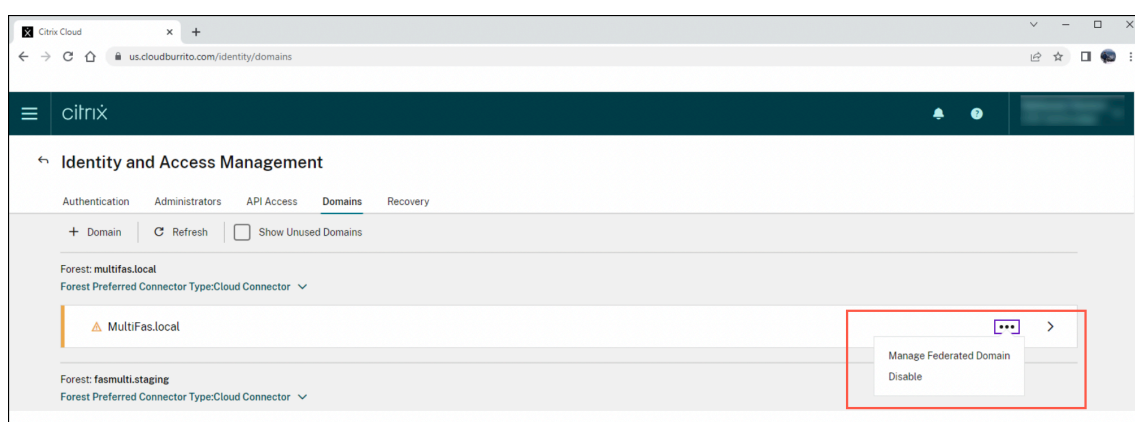 Citrix Cloud
us.cloudburrito.com/identity/domains
citrix
Identity and Access Management
Authentication Administrators API Access Domains Recovery
+ Domain Refresh Show Unused Domains
Forest: multifas.local
Forest Preferred Connector Type:Cloud Connector
MultiFas.local
Manage Federated Domain
Disable
Forest: fasmulti.staging
Forest Preferred Connector Type:Cloud Connector